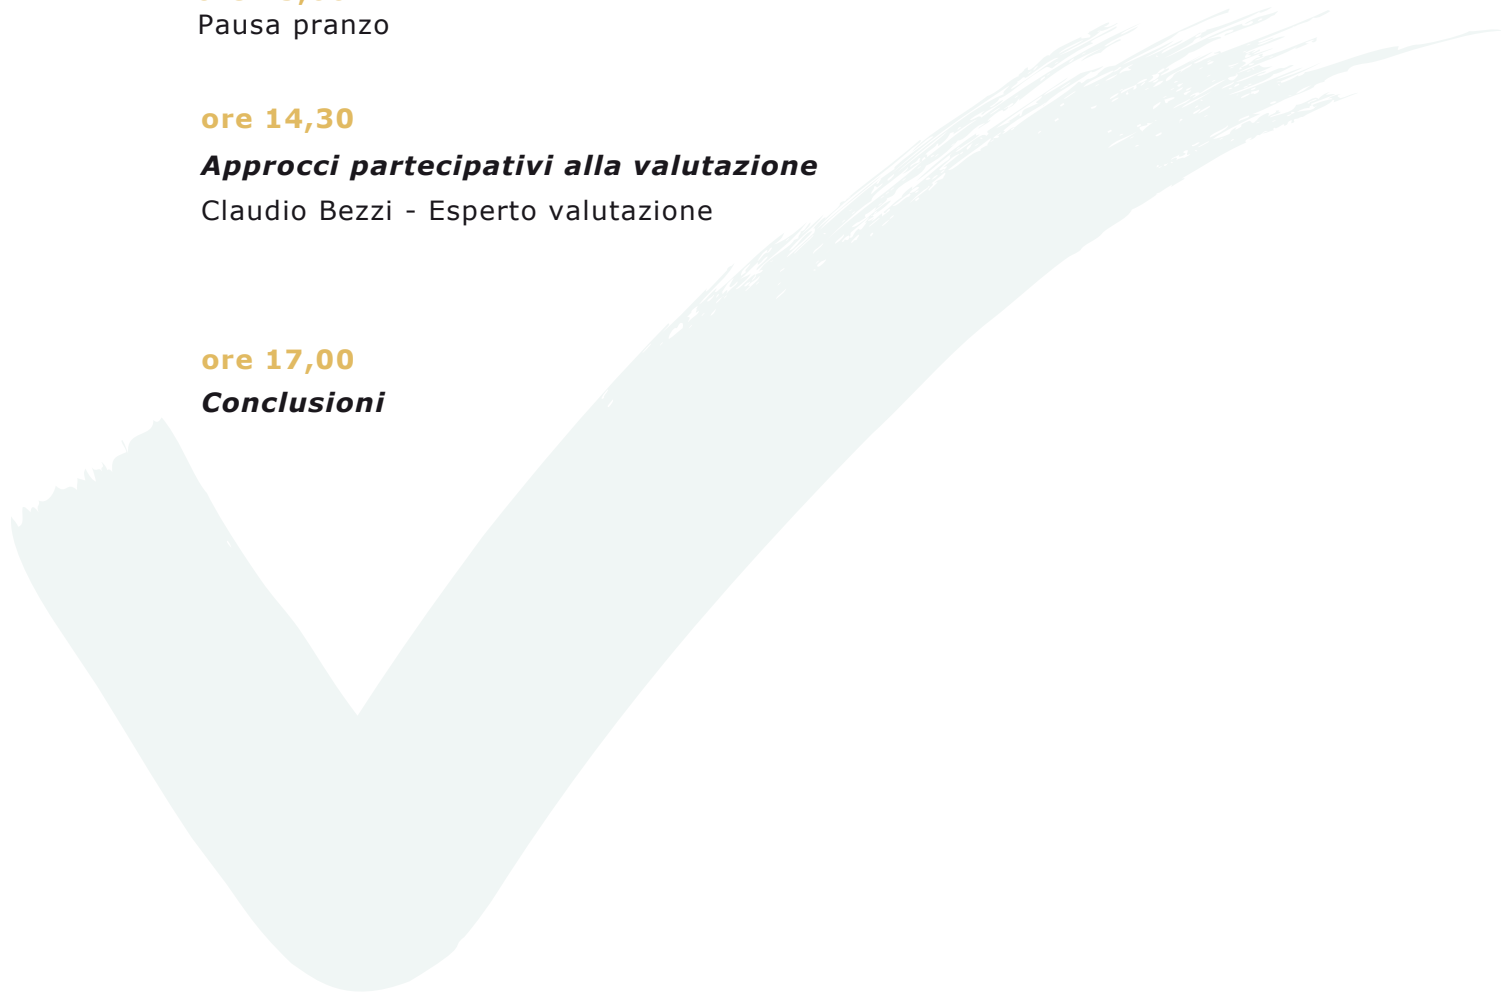 Pausa pranzo
ore 14,30
Approcci partecipativi alla valutazione
Claudio Bezzi - Esperto valutazione
ore 17,00
Conclusioni